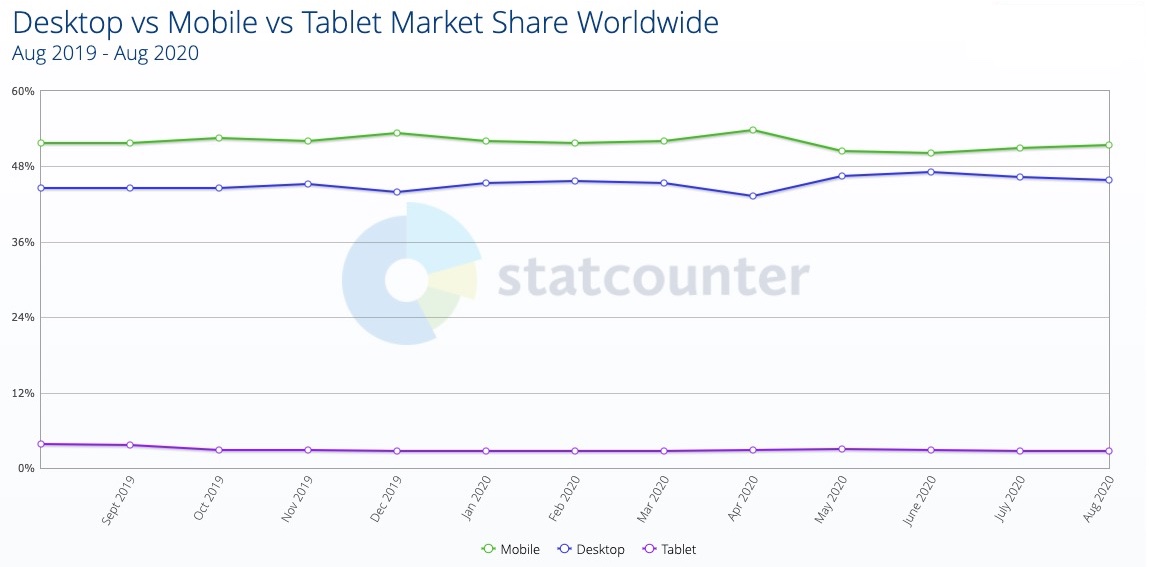 Desktop vs Mobile vs Tablet Market Share Worldwide
Aug 2019 - Aug 2020
60%
48%
36%
24%
12%
0%
statcounter
Sept 2019
Oct 2019
Nov 2019
Dec 2019
Jan 2020
Feb 2020
Mar 2020
Apr 2020
May 2020
June 2020
July 2020
Aug 2020
Mobile Desktop Tablet